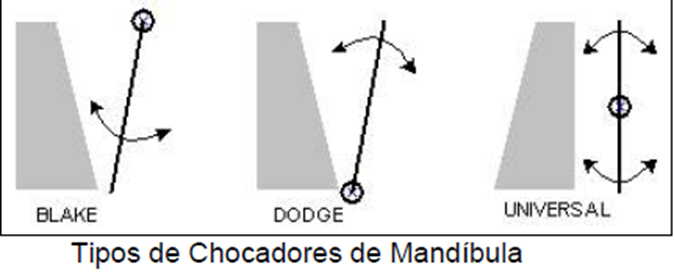 BLAKE
DODGE
UNIVERSAL
Tipos de Chocadores de Mandíbula